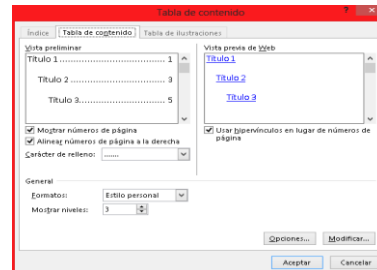 Tabla de contenido ? ×
Índice Tabla de contenido Tabla de ilustraciones
Vista preliminar
Título 1 ................................... 1
Título 2 ............................... 3
Título 3............................ 5
Mostrar números de página
Alinear números de página a la derecha
Carácter de relleno: .......
Vista previa de Web
Título 1
Título 2
Título 3
Usar hipervínculos en lugar de números de
página
General
Formatos: Estilo personal
Mostrar niveles: 3
Opciones... Modificar...
Aceptar Cancelar